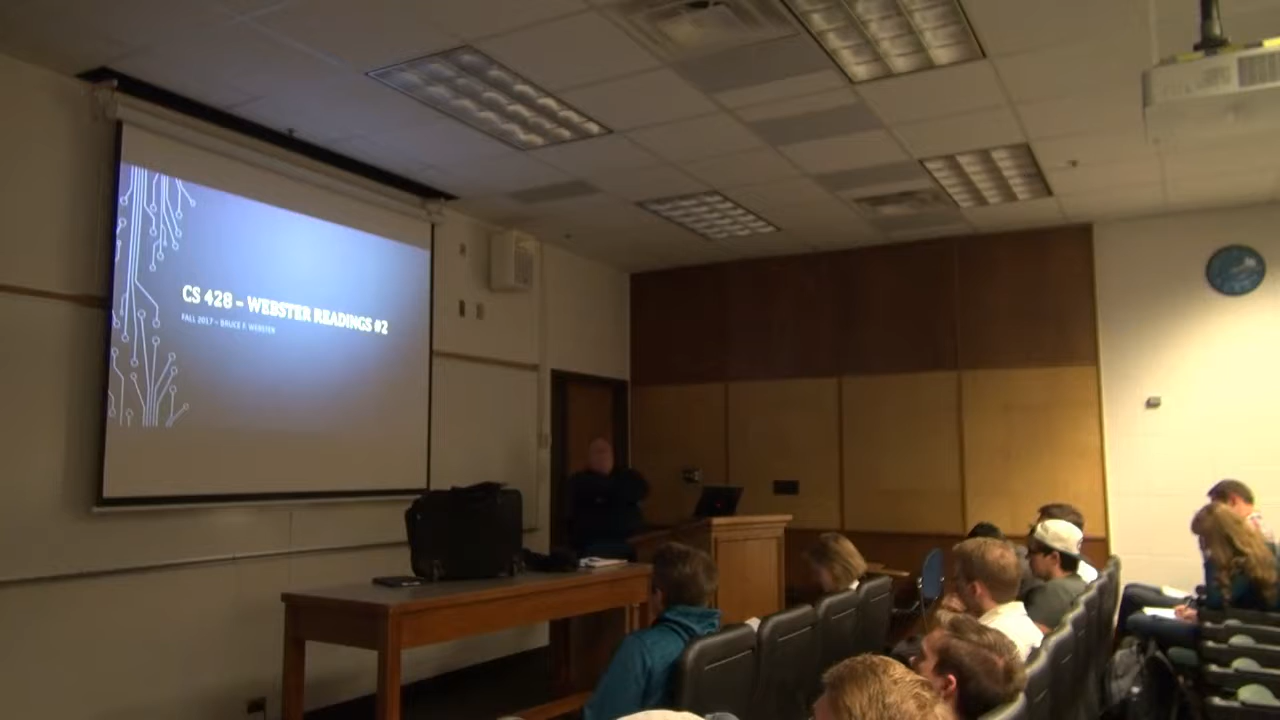 CS 428 – WEBSTER READINGS #2
FALL 2017 – BRUCE F. WEBSTER